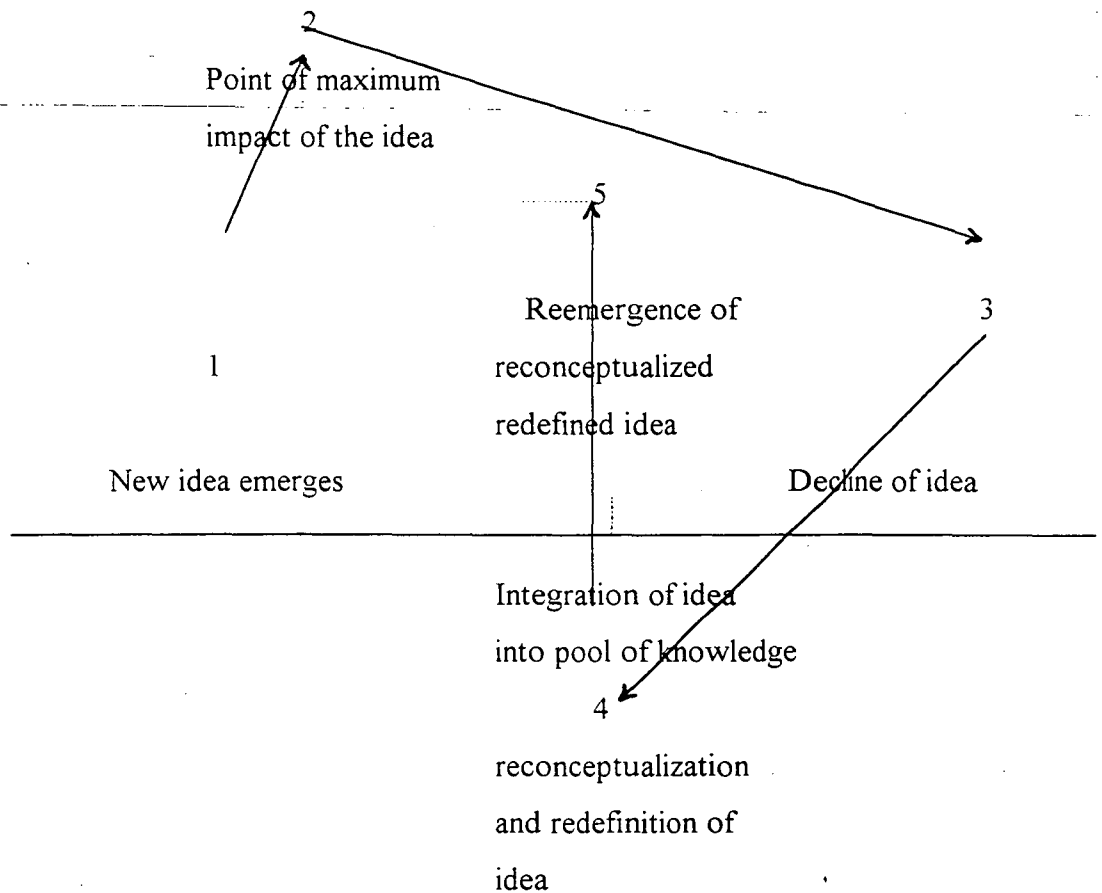 2
Point of maximum
impact of the idea
5
Reemergence of
3
1
reconceptualized
redefined idea
New idea emerges
Decline of idea
Integration of idea
into pool of knowledge
4
reconceptualization
and redefinition of
idea